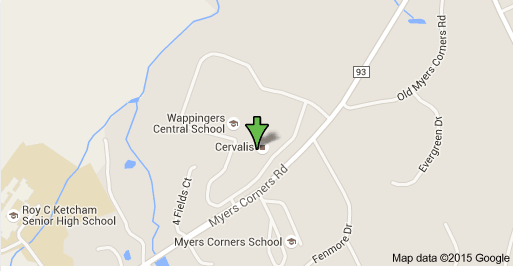 Old Myers Corners Rd
93
Evergreen Dr
Wappingers
Central School
Cervalis
4 Fields Ct
Myers Corners Rd
Roy C Ketcham
Senior High School
Myers Corners School
Fenmore Dr
Map data ©2015 Google